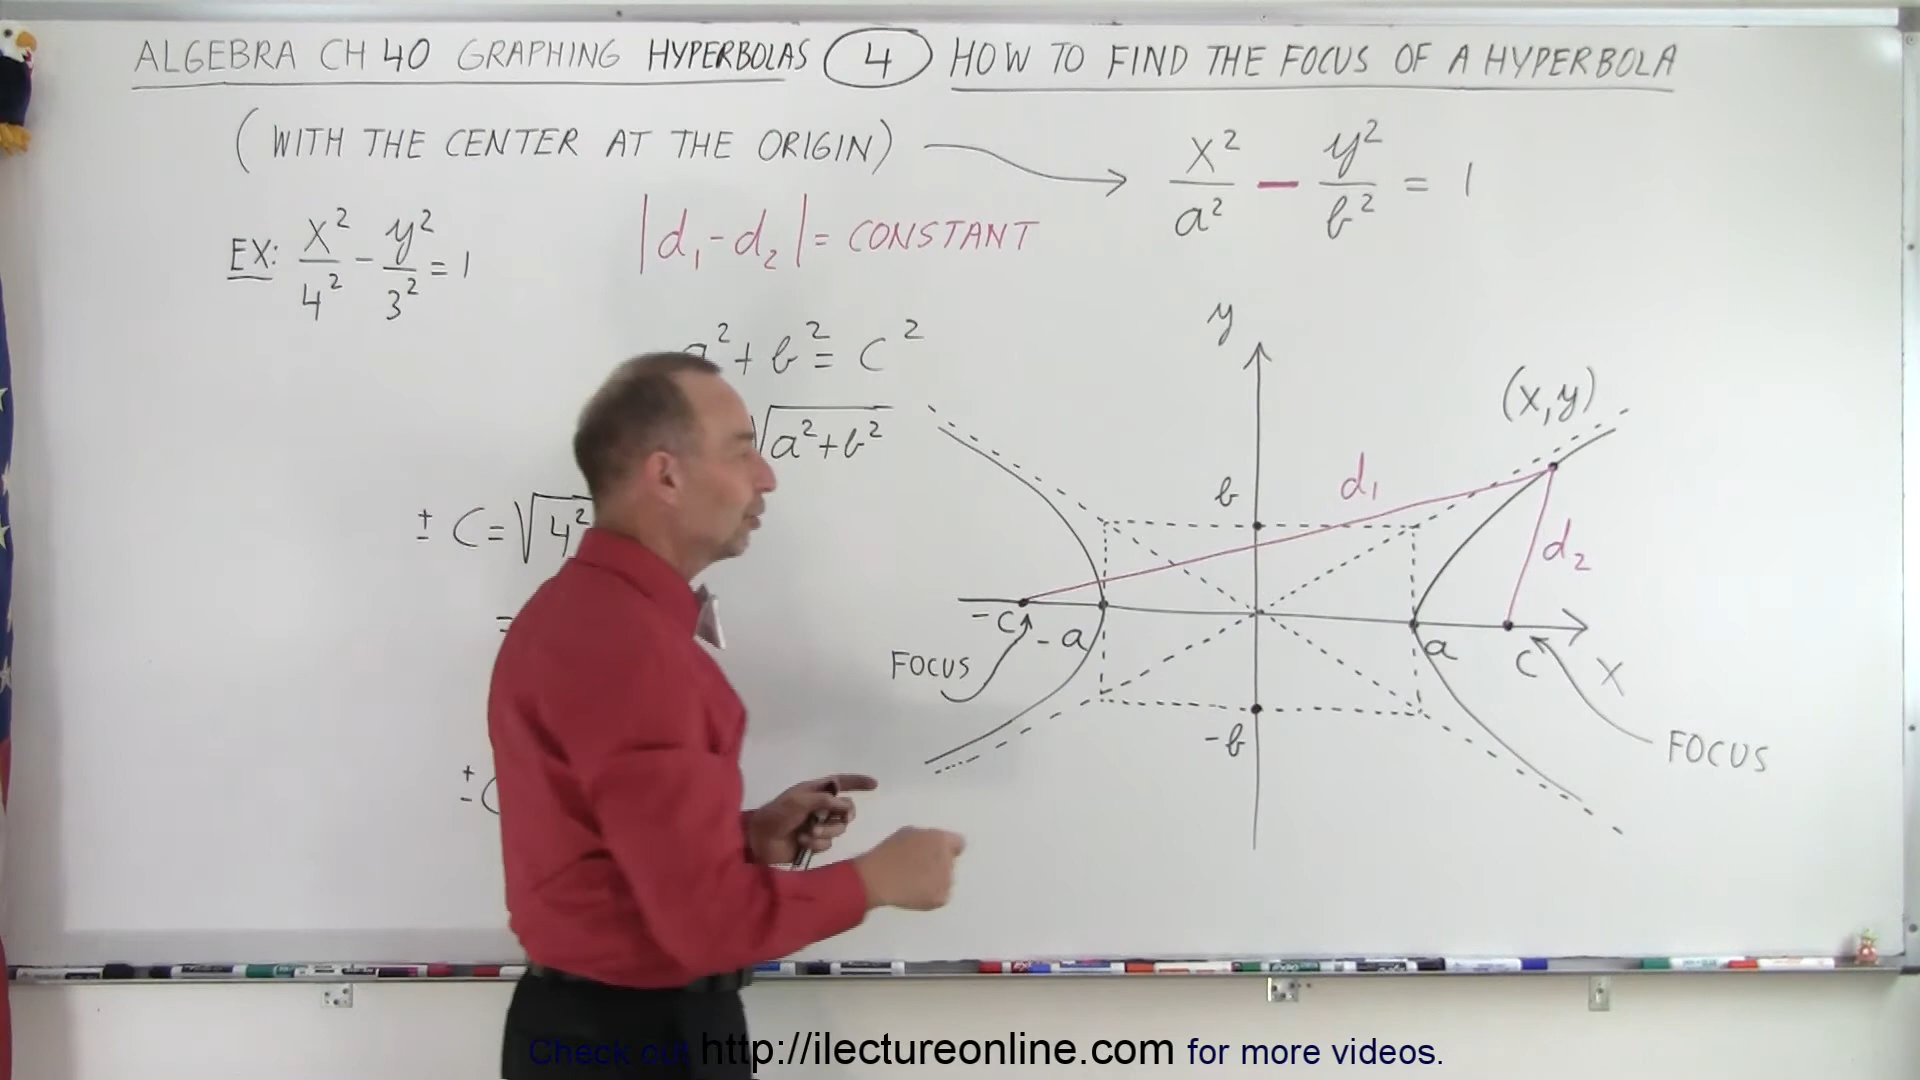 ALGEBRA CH 40 GRAPHING HYPERBOLAS 4 HOW TO FIND THE FOCUS OF A HYPERBOLA
(WITH THE CENTER AT THE ORIGIN) → x²/a² - y²/b² = 1
EX: x²/4² - y²/3² = 1
|d₁ - d₂| = CONSTANT
a² + b² = c²
√a²+b²
± C = √4²
=
± C
y
(x, y)
b
d₁
d₂
-c
-a
a
c
x
FOCUS
FOCUS
-b
Check out http://ilectureonline.com for more videos.